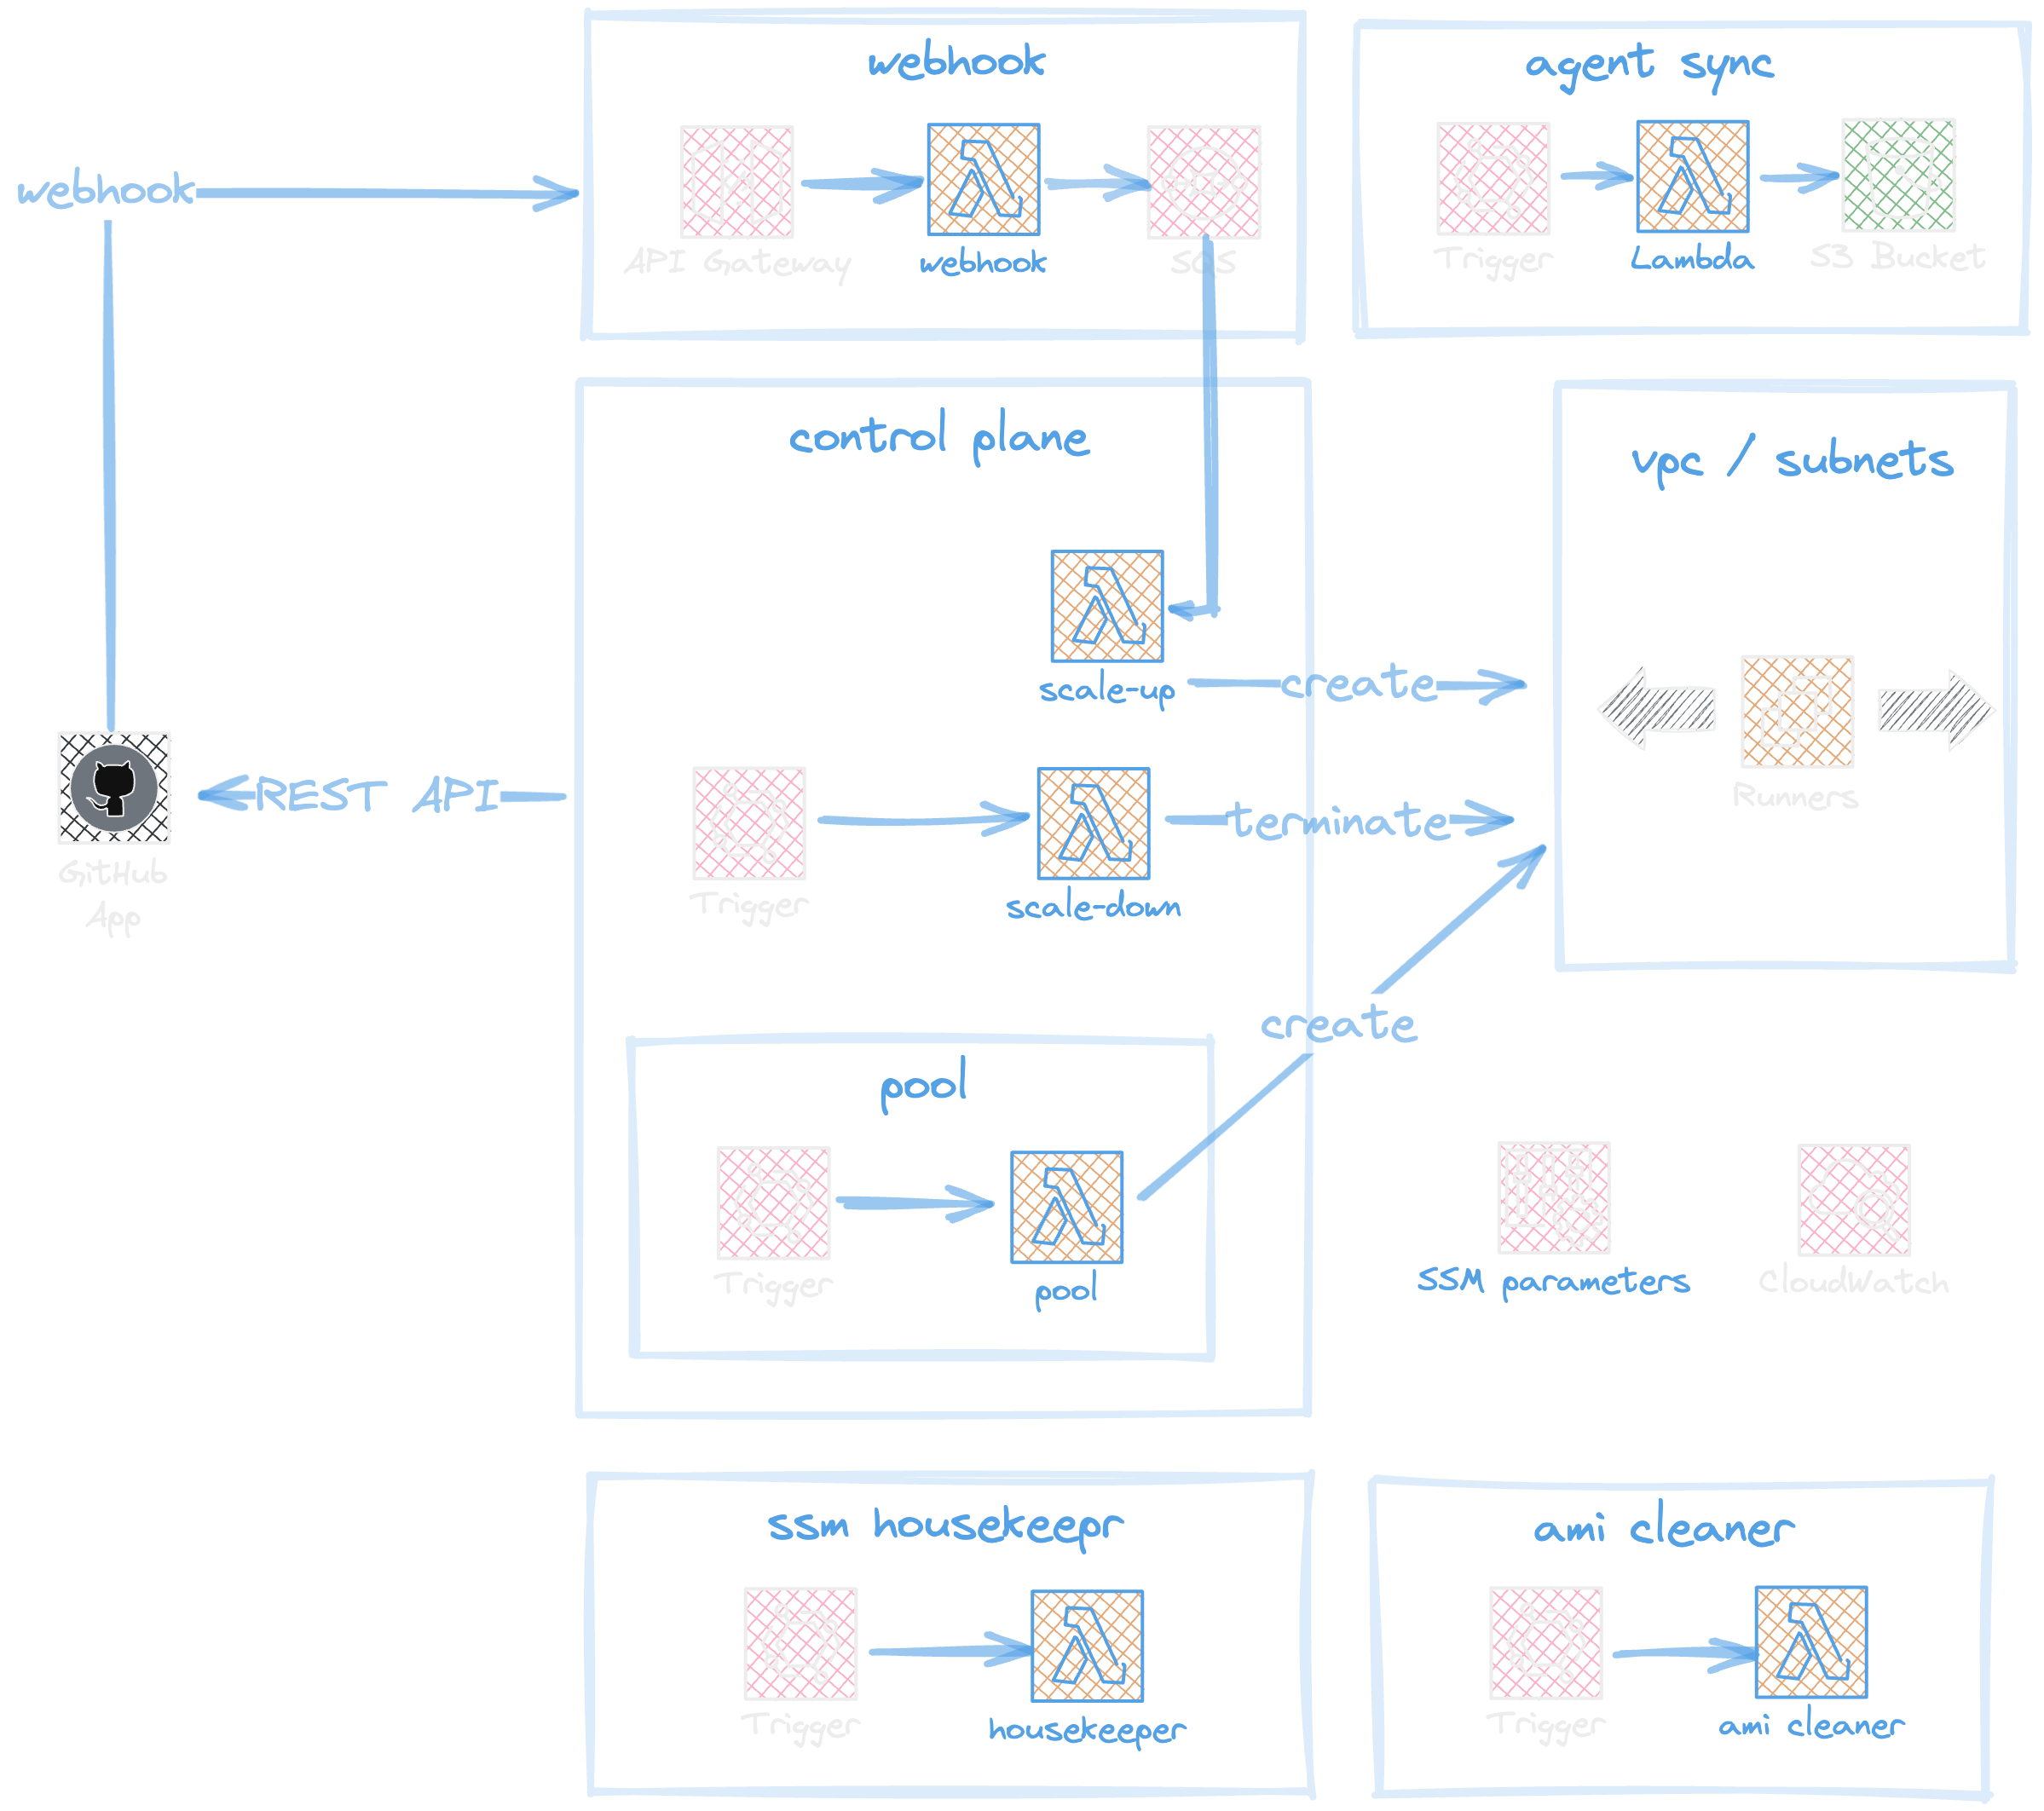 webhook
agent sync
webhook
API Gateway
webhook
SQS
Trigger
Lambda
S3 Bucket
control plane
vpc / subnets
scale-up
create
Runners
GitHub
App
REST API
Trigger
scale-down
terminate
create
pool
Trigger
pool
SSM parameters
CloudWatch
ssm housekeeper
Trigger
housekeeper
ami cleaner
Trigger
ami cleaner